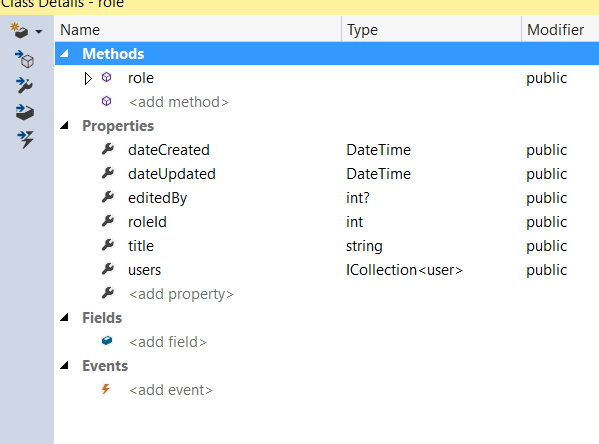 Class Details - role
Name Type Modifier
Methods
role public
<add method>
Properties
dateCreated DateTime public
dateUpdated DateTime public
editedBy int? public
roleId int public
title string public
users ICollection<user> public
<add property>
Fields
<add field>
Events
<add event>